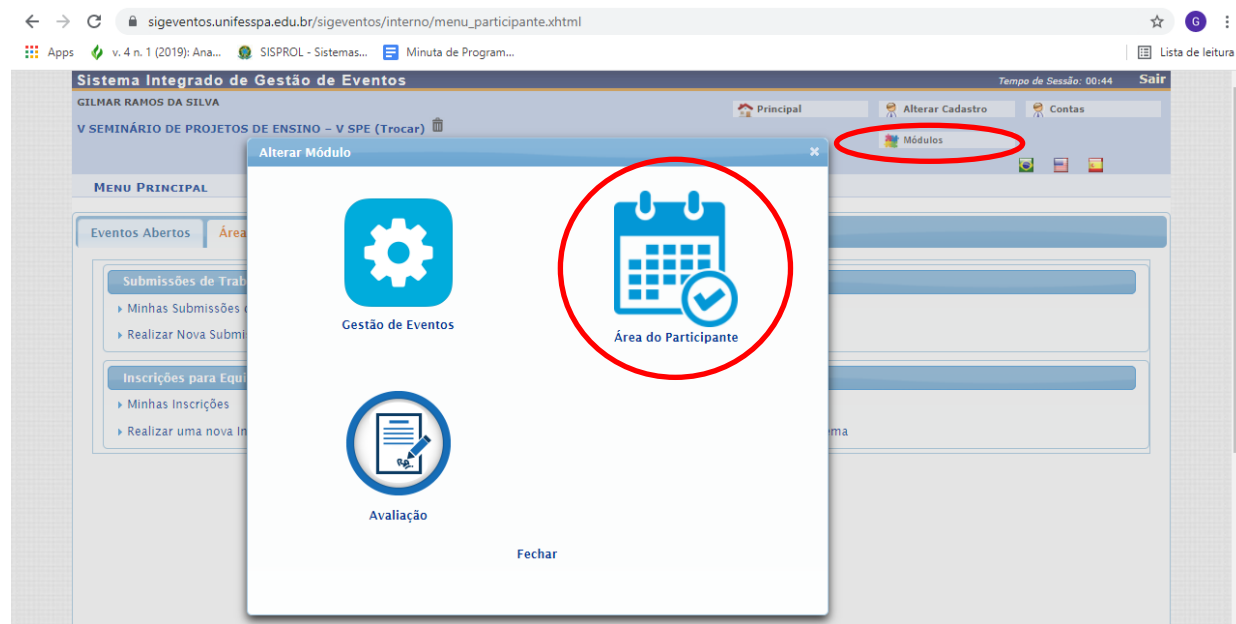 sigeventos.unifesspa.edu.br/sigeventos/interno/menu_participante.xhtml
G
Apps
v. 4 n. 1 (2019): Ana...
SISPROL - Sistemas...
Minuta de Program...
Lista de leitura
Sistema Integrado de Gestão de Eventos
Tempo de Sessão: 00:44
Sair
GILMAR RAMOS DA SILVA
Principal
Alterar Cadastro
Contas
V SEMINÁRIO DE PROJETOS DE ENSINO – V SPE (Trocar)
Módulos
Alterar Módulo
MENU PRINCIPAL
Eventos Abertos
Área
Submissões de Trab
Minhas Submissões
Realizar Nova Submi
Inscrições para Equi
Minhas Inscrições
Realizar uma nova In
ema
Gestão de Eventos
Área do Participante
Avaliação
Fechar